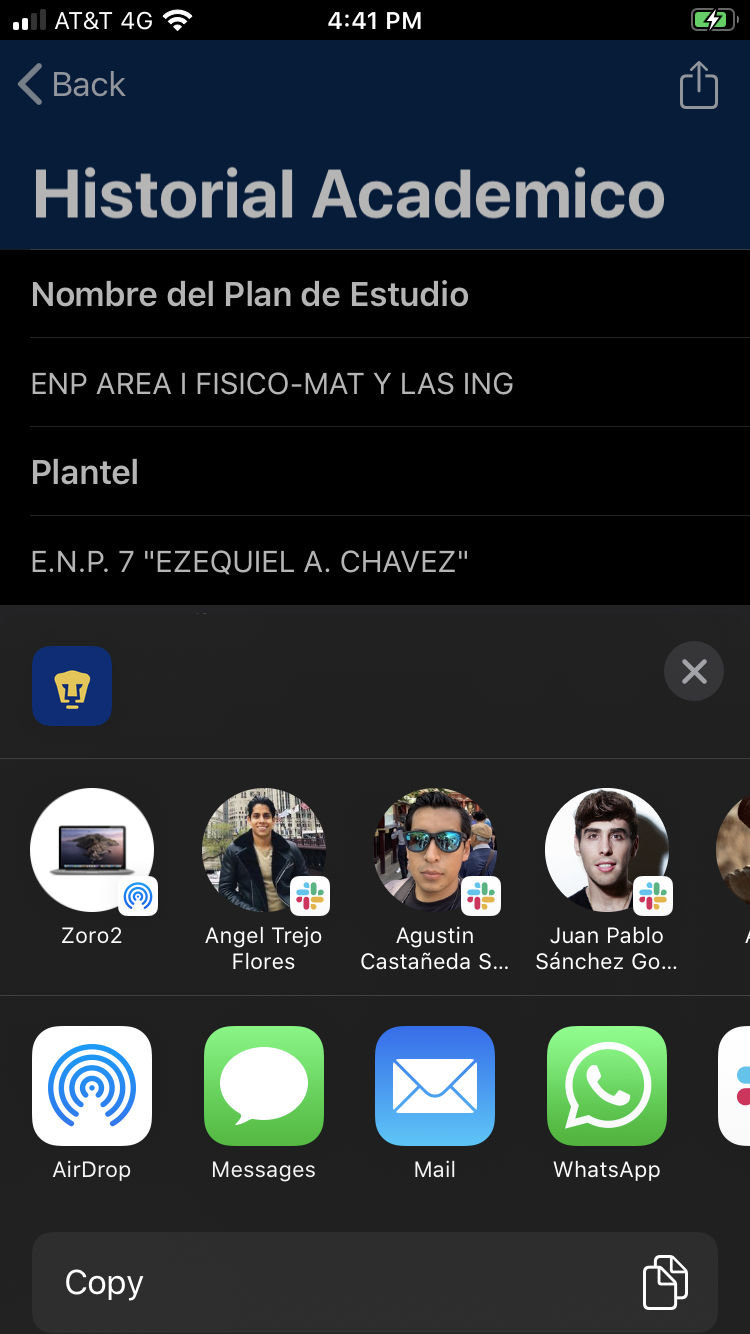 AT&T 4G 4:41 PM
Back
Historial Academico
Nombre del Plan de Estudio
ENP AREA I FISICO-MAT Y LAS ING
Plantel
E.N.P. 7 "EZEQUIEL A. CHAVEZ"
Zoro2
Angel Trejo
Flores
Agustin
Castañeda S...
Juan Pablo
Sánchez Go...
AirDrop
Messages
Mail
WhatsApp
Copy